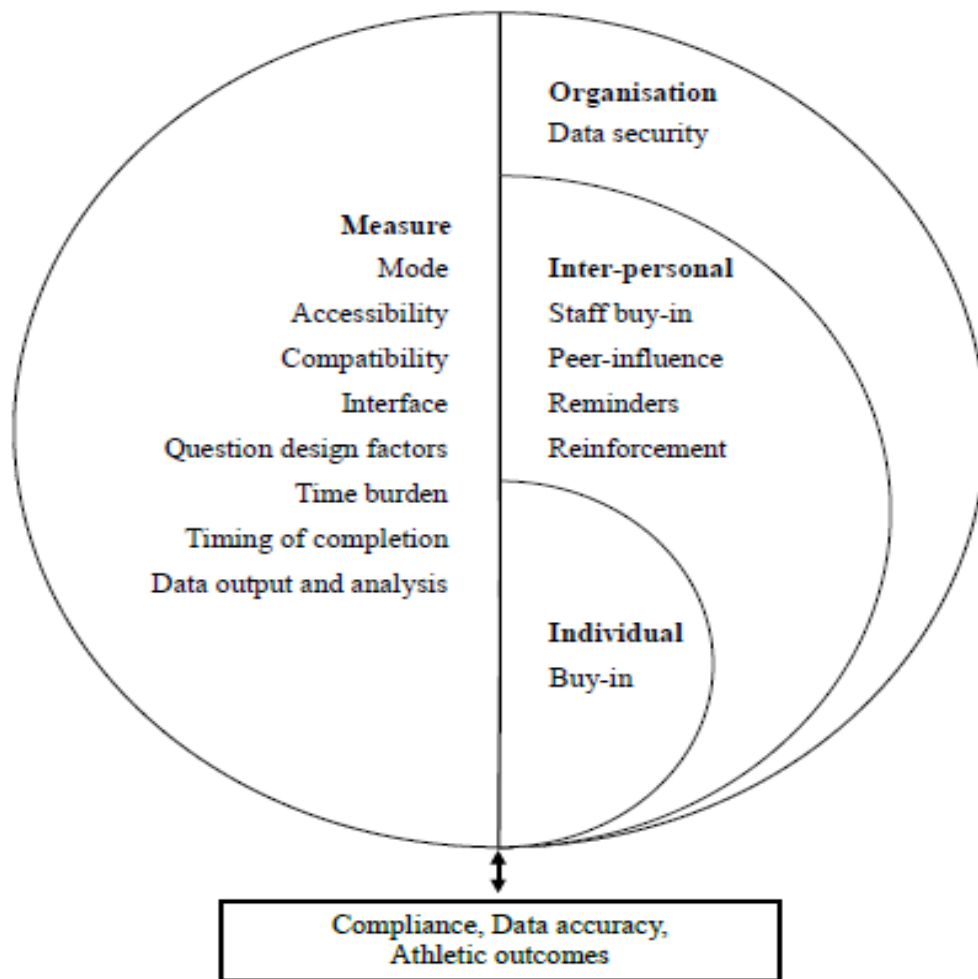 Organisation
Data security
Measure
Mode
Accessibility
Compatibility
Interface
Question design factors
Time burden
Timing of completion
Data output and analysis
Inter-personal
Staff buy-in
Peer-influence
Reminders
Reinforcement
Individual
Buy-in
Compliance, Data accuracy,
Athletic outcomes